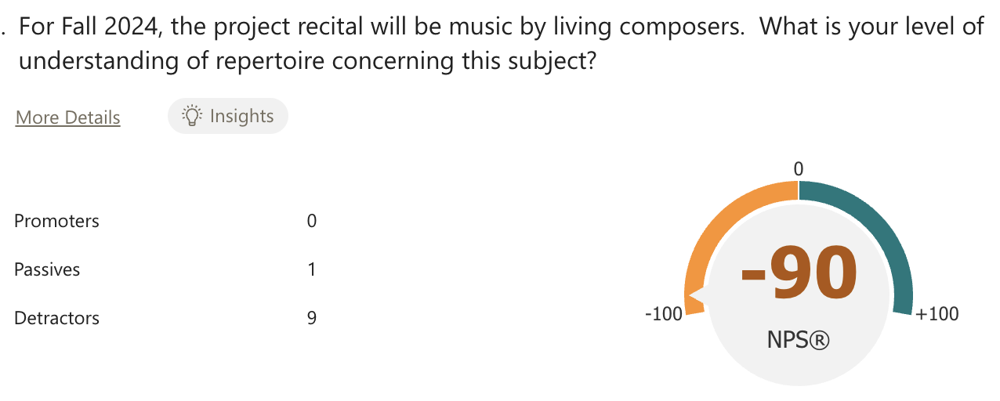 . For Fall 2024, the project recital will be music by living composers.  What is your level of
understanding of repertoire concerning this subject?
More Details
Insights
Promoters 0
Passives 1
Detractors 9
0
-90
-100
+100
NPS®